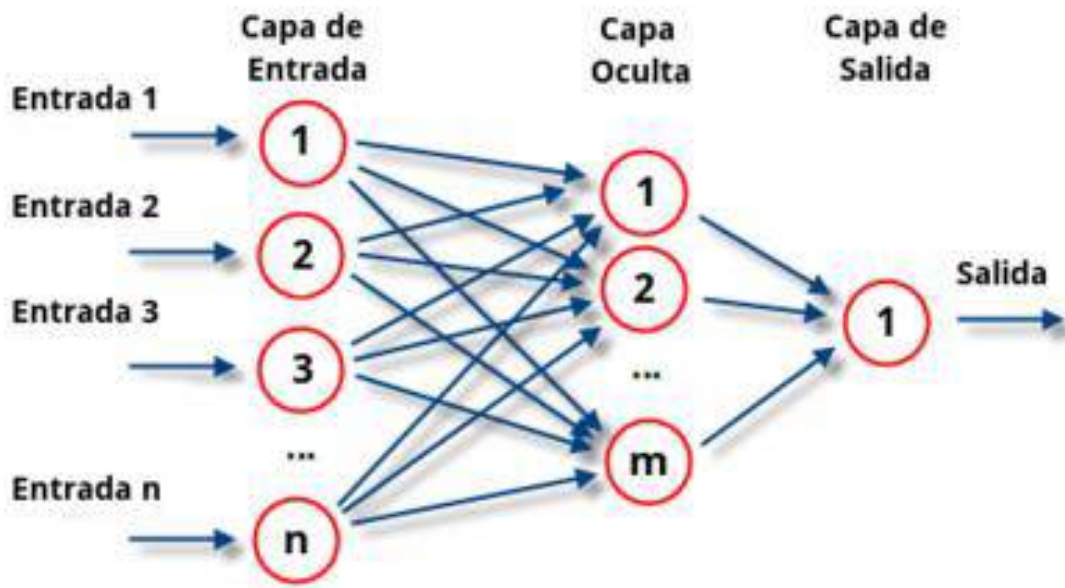 Capa de
Entrada
Capa
Oculta
Capa de
Salida
Entrada 1
1
1
Entrada 2
2
2
Salida
1
Entrada 3
3
...
...
m
Entrada n
n